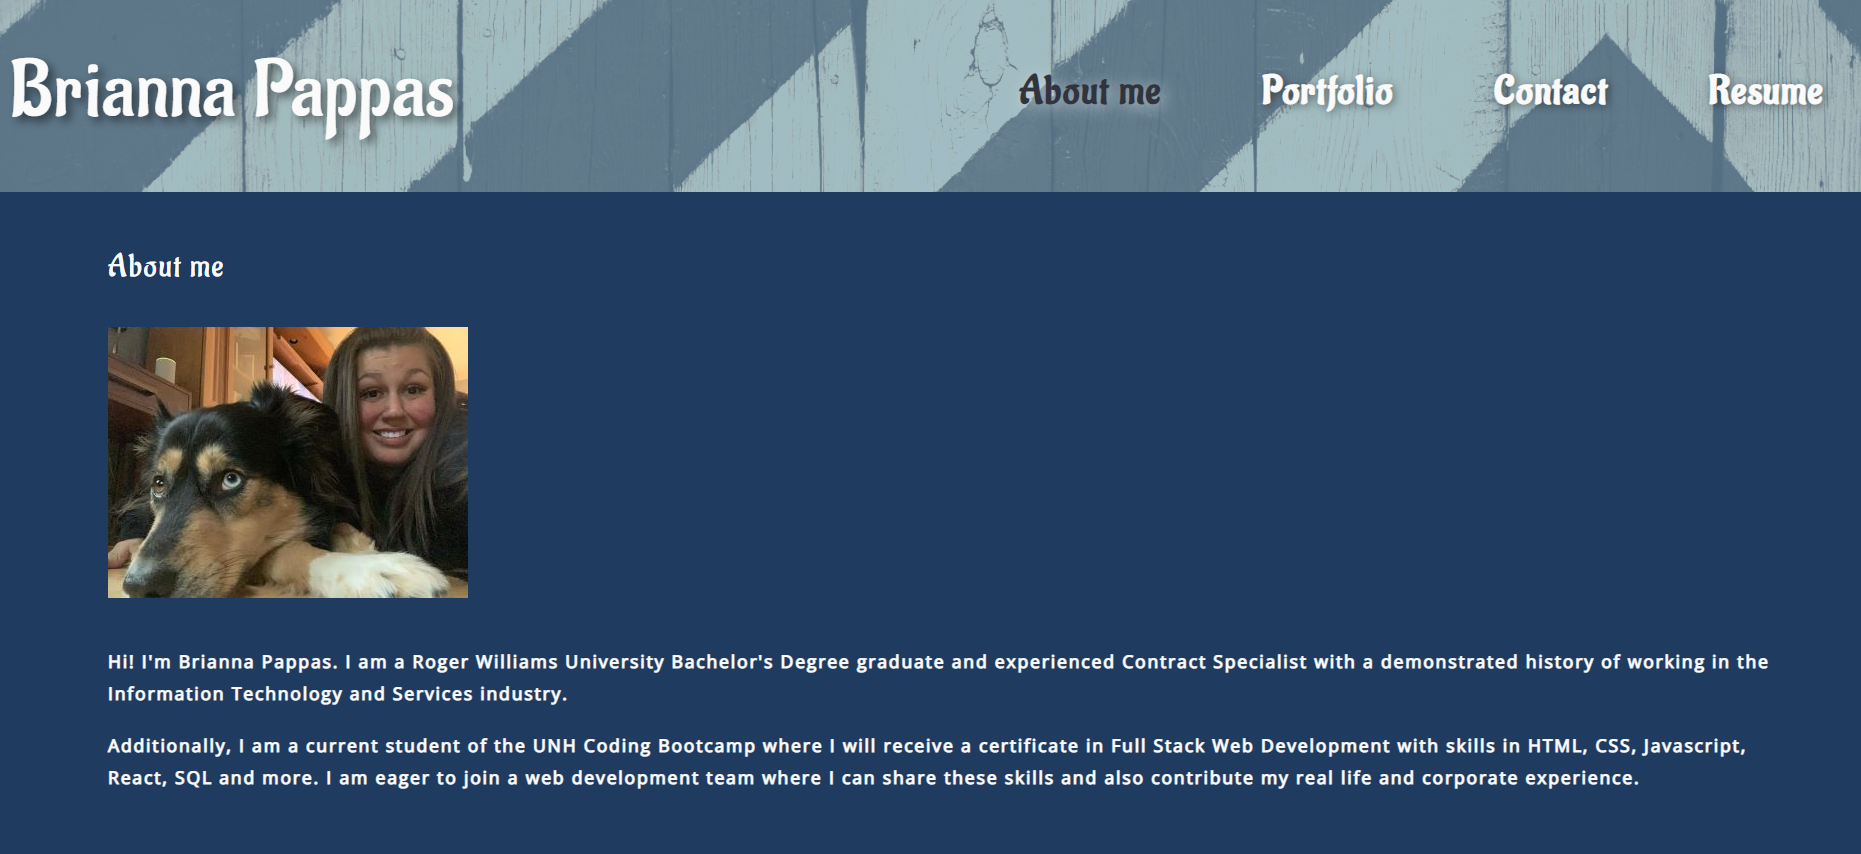 Brianna Pappas
About me
Portfolio
Contact
Resume
About me
Hi! I'm Brianna Pappas. I am a Roger Williams University Bachelor's Degree graduate and experienced Contract Specialist with a demonstrated history of working in the
Information Technology and Services industry.
Additionally, I am a current student of the UNH Coding Bootcamp where I will receive a certificate in Full Stack Web Development with skills in HTML, CSS, Javascript,
React, SQL and more. I am eager to join a web development team where I can share these skills and also contribute my real life and corporate experience.